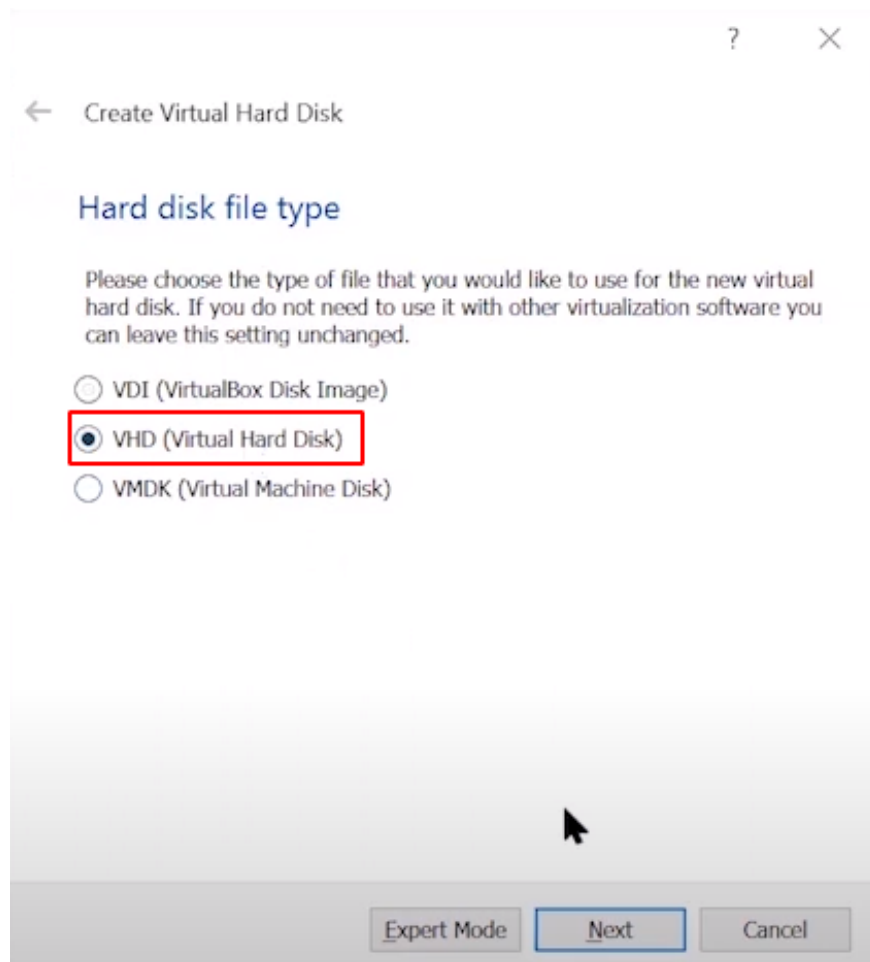 ?
Create Virtual Hard Disk
Hard disk file type
Please choose the type of file that you would like to use for the new virtual
hard disk. If you do not need to use it with other virtualization software you
can leave this setting unchanged.
VDI (VirtualBox Disk Image)
VHD (Virtual Hard Disk)
VMDK (Virtual Machine Disk)
Expert Mode Next Cancel